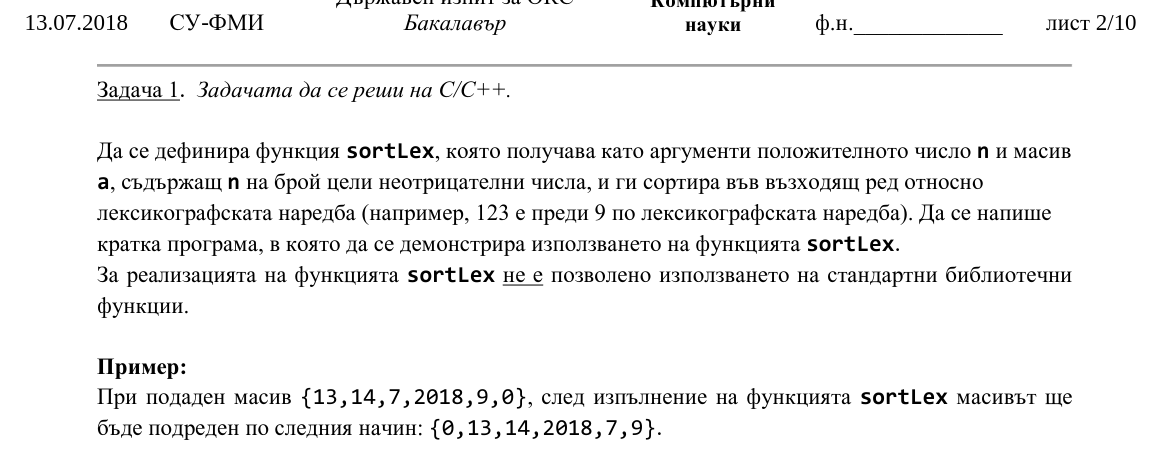 Държавен изпит за ОКС
Компютърни
13.07.2018 СУ-ФМИ Бакалавър науки ф.н. лист 2/10
Задача 1. Задачата да се реши на C/C++.
Да се дефинира функция sortLex, която получава като аргументи положителното число n и масив
a, съдържащ n на брой цели неотрицателни числа, и ги сортира във възходящ ред относно
лексикографската наредба (например, 123 е преди 9 по лексикографската наредба). Да се напише
кратка програма, в която да се демонстрира използването на функцията sortLex.
За реализацията на функцията sortLex не е позволено използването на стандартни библиотечни
функции.
Пример:
При подаден масив {13,14,7,2018,9,0}, след изпълнение на функцията sortLex масивът ще
бъде подреден по следния начин: {0,13,14,2018,7,9}.